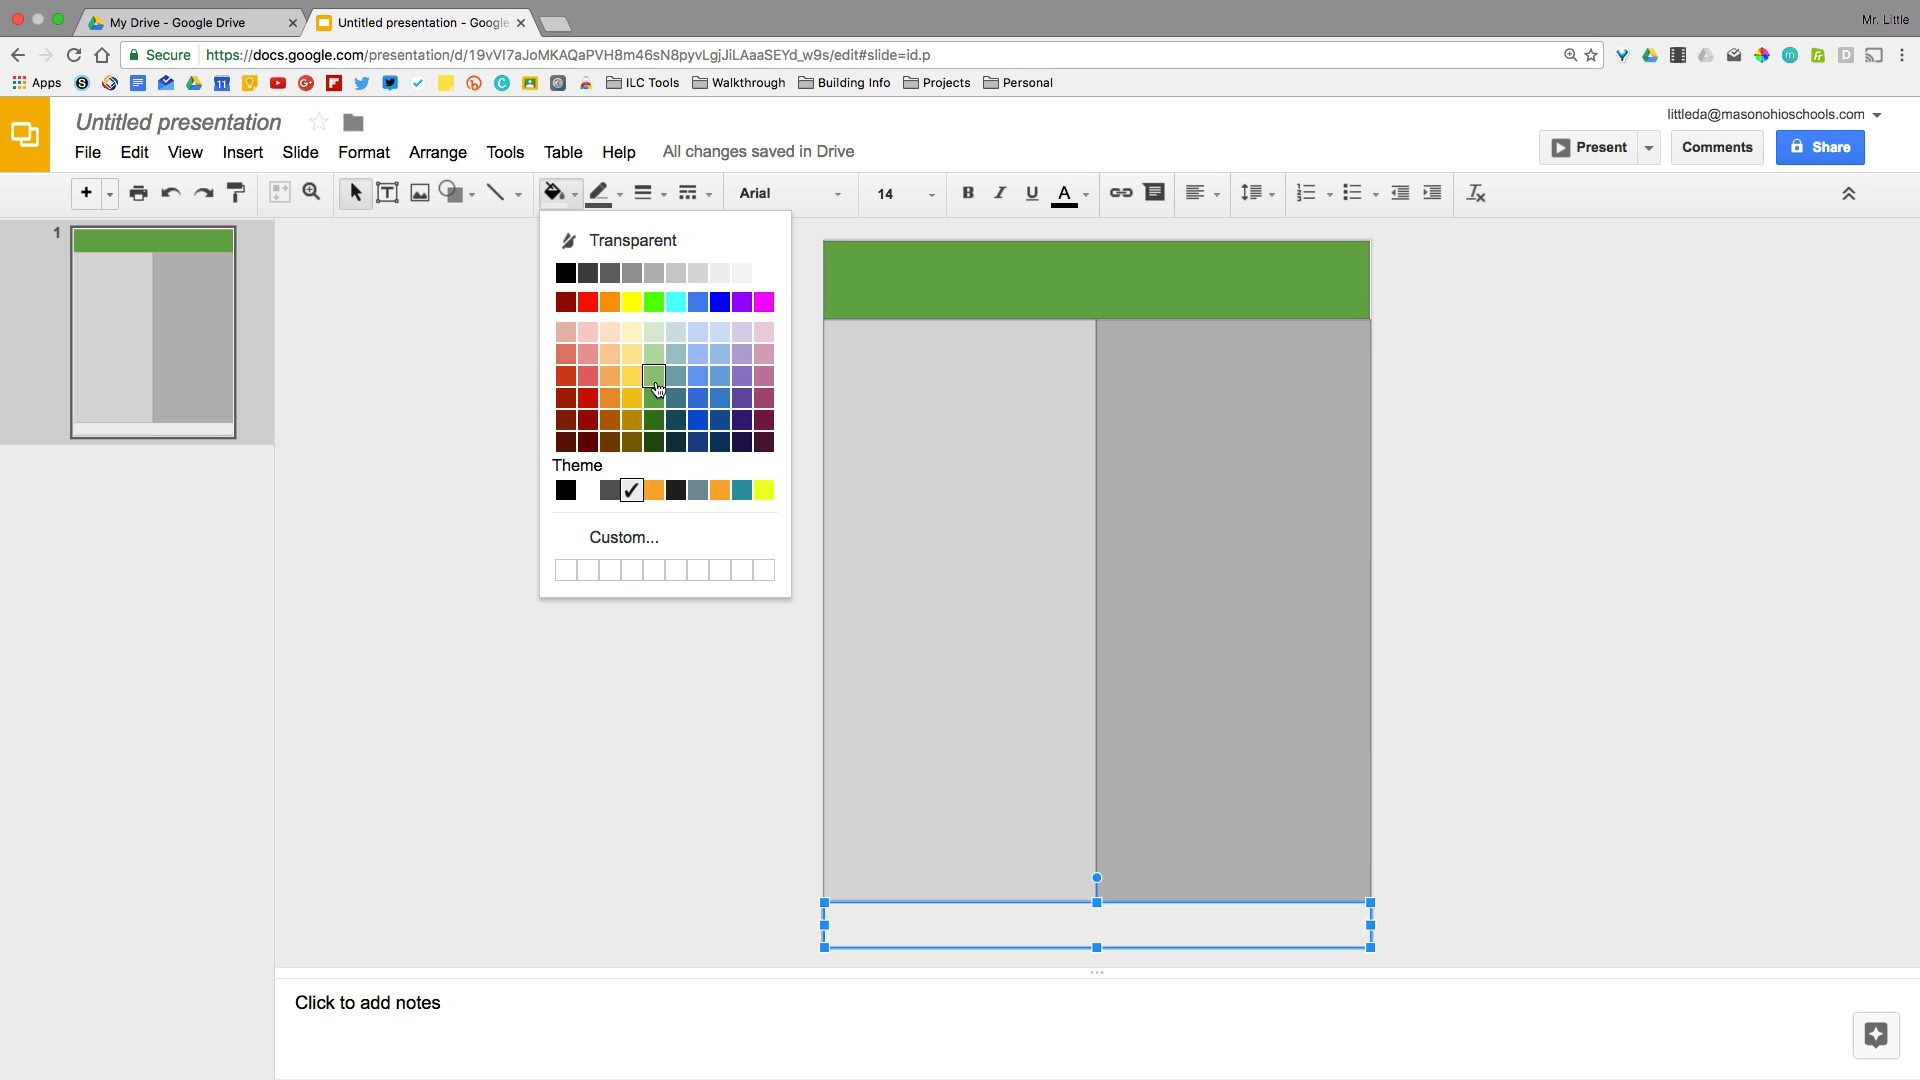 My Drive - Google Drive
Untitled presentation - Google
Mr. Little
Secure https://docs.google.com/presentation/d/19vVI7aJoMKAQaPVH8m46sN8pyvLgjJiLAaaSEYd_w9s/edit#slide=id.p
Apps
ILC Tools
Walkthrough
Building Info
Projects
Personal
Untitled presentation
littleda@masonohioschools.com
File Edit View Insert Slide Format Arrange Tools Table Help All changes saved in Drive
Present
Comments
Share
Arial
14
1
Transparent
Theme
Custom...
Click to add notes